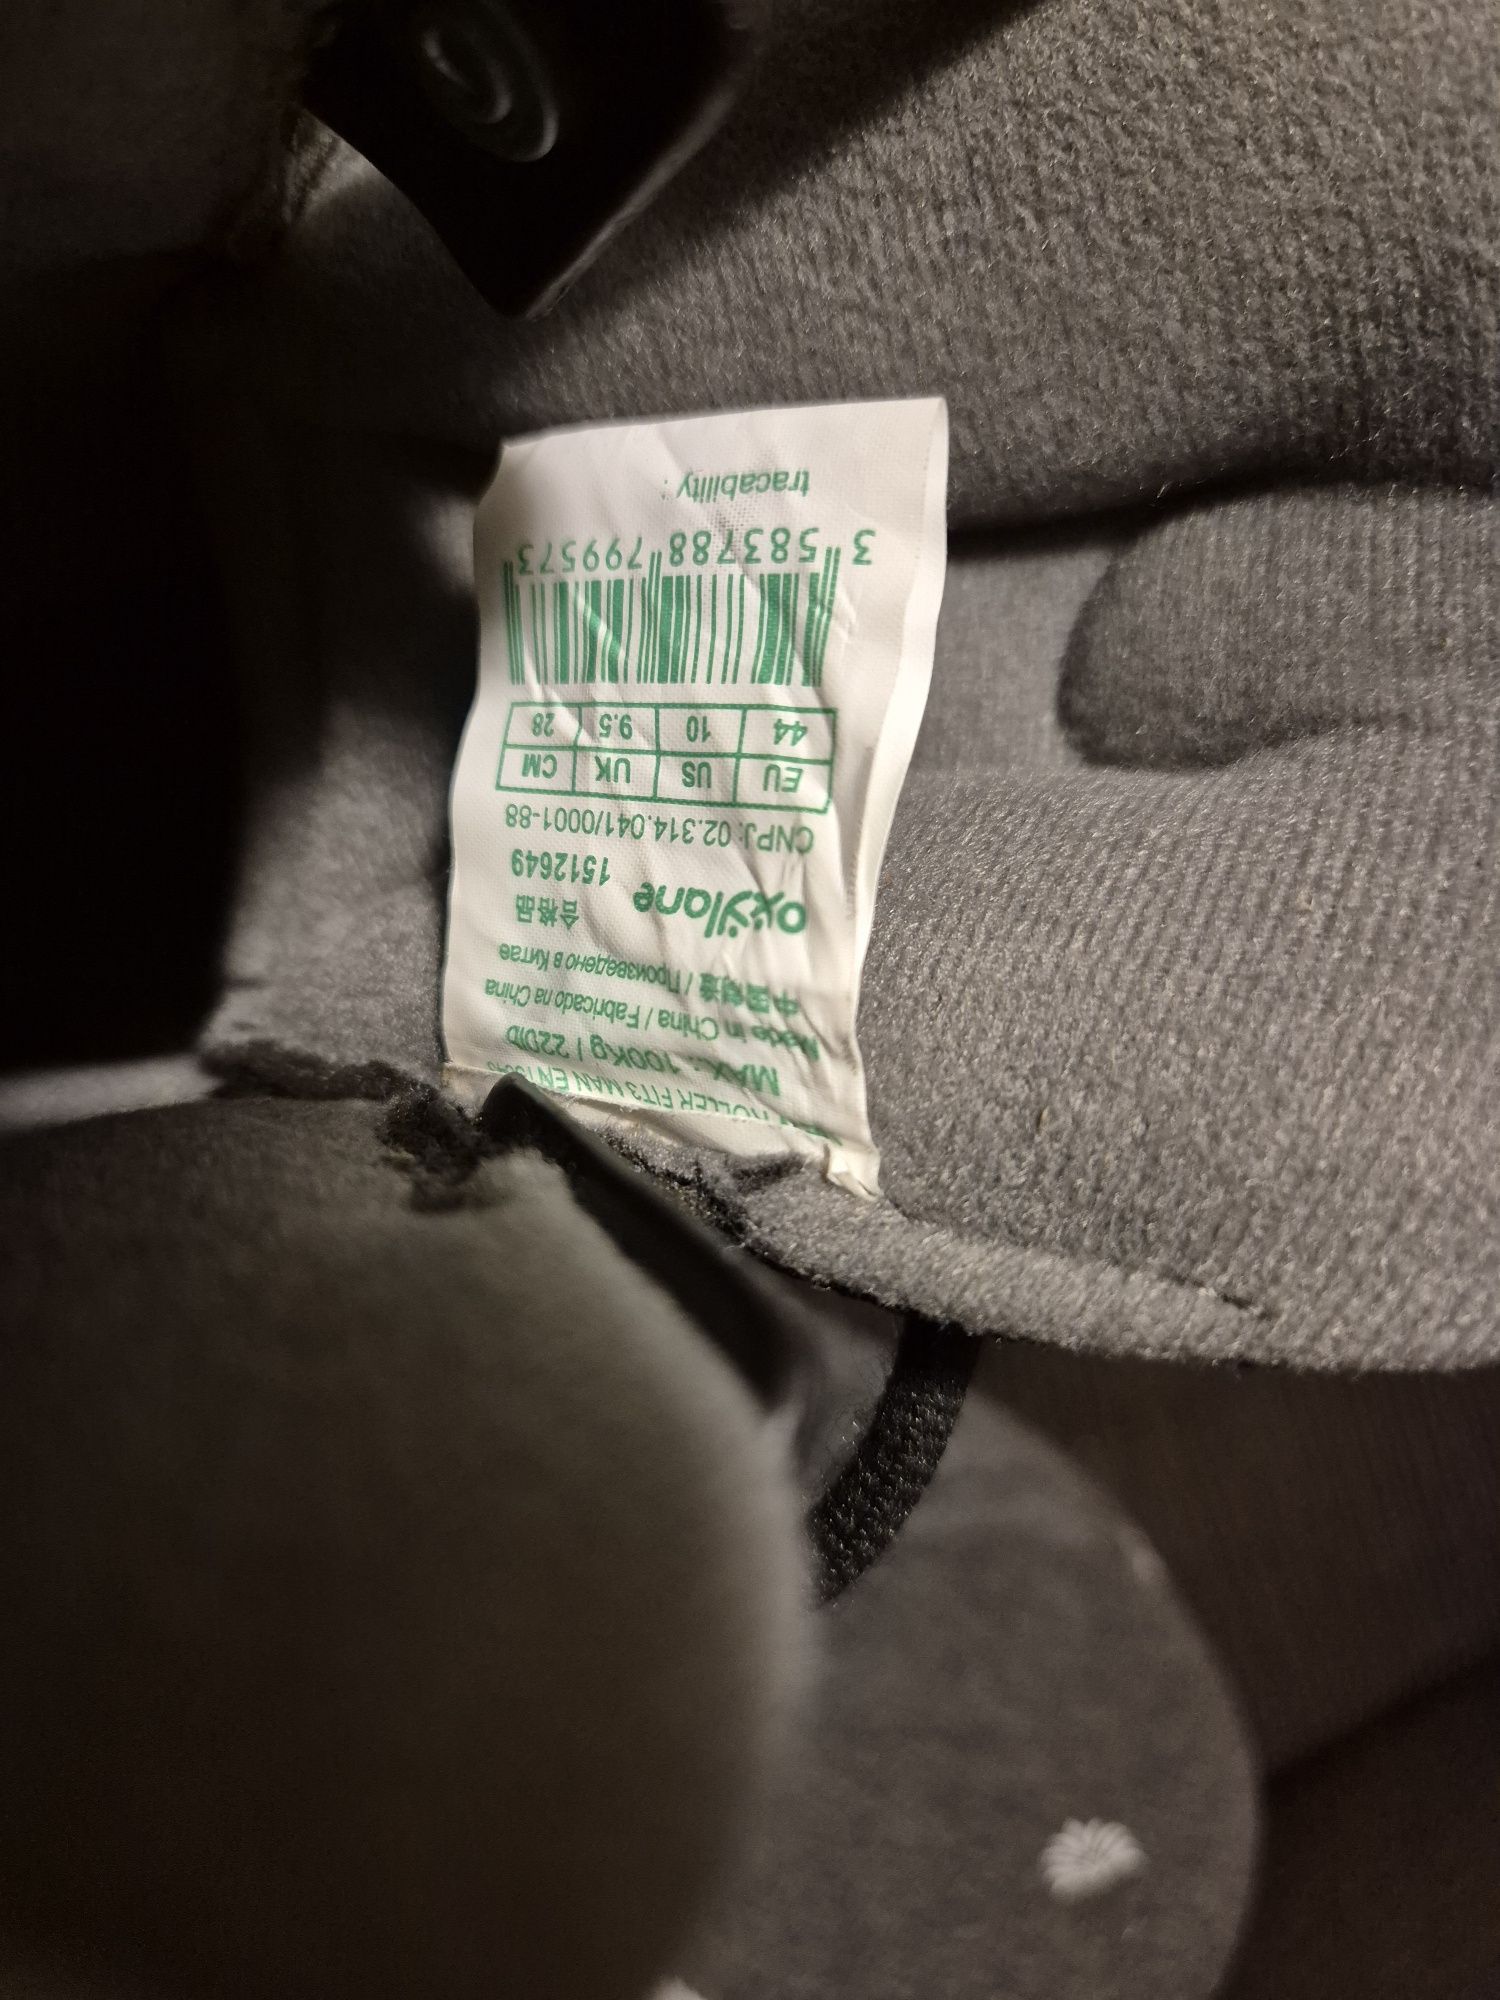 ROLLER FIT3 MAN
MAX : 100Kg / 220lb
Made in China / Fabricado na China
中国制造 / Произведено в Китае
oxylane 合格品
1512649
CNPJ: 02.314.041/0001-88
EU US UK CM
44 10 9.5 28
3 583788 799573
tracability :